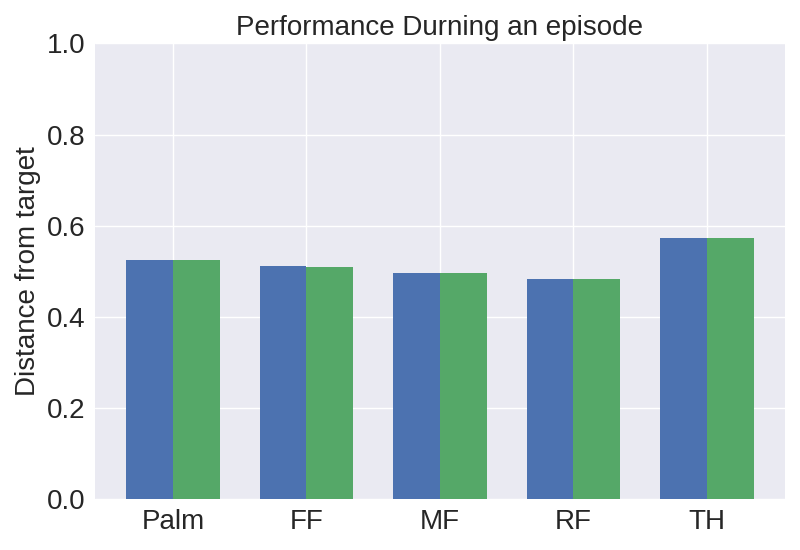 Performance Durning an episode
Distance from target
1.0
0.8
0.6
0.4
0.2
0.0
Palm FF MF RF TH